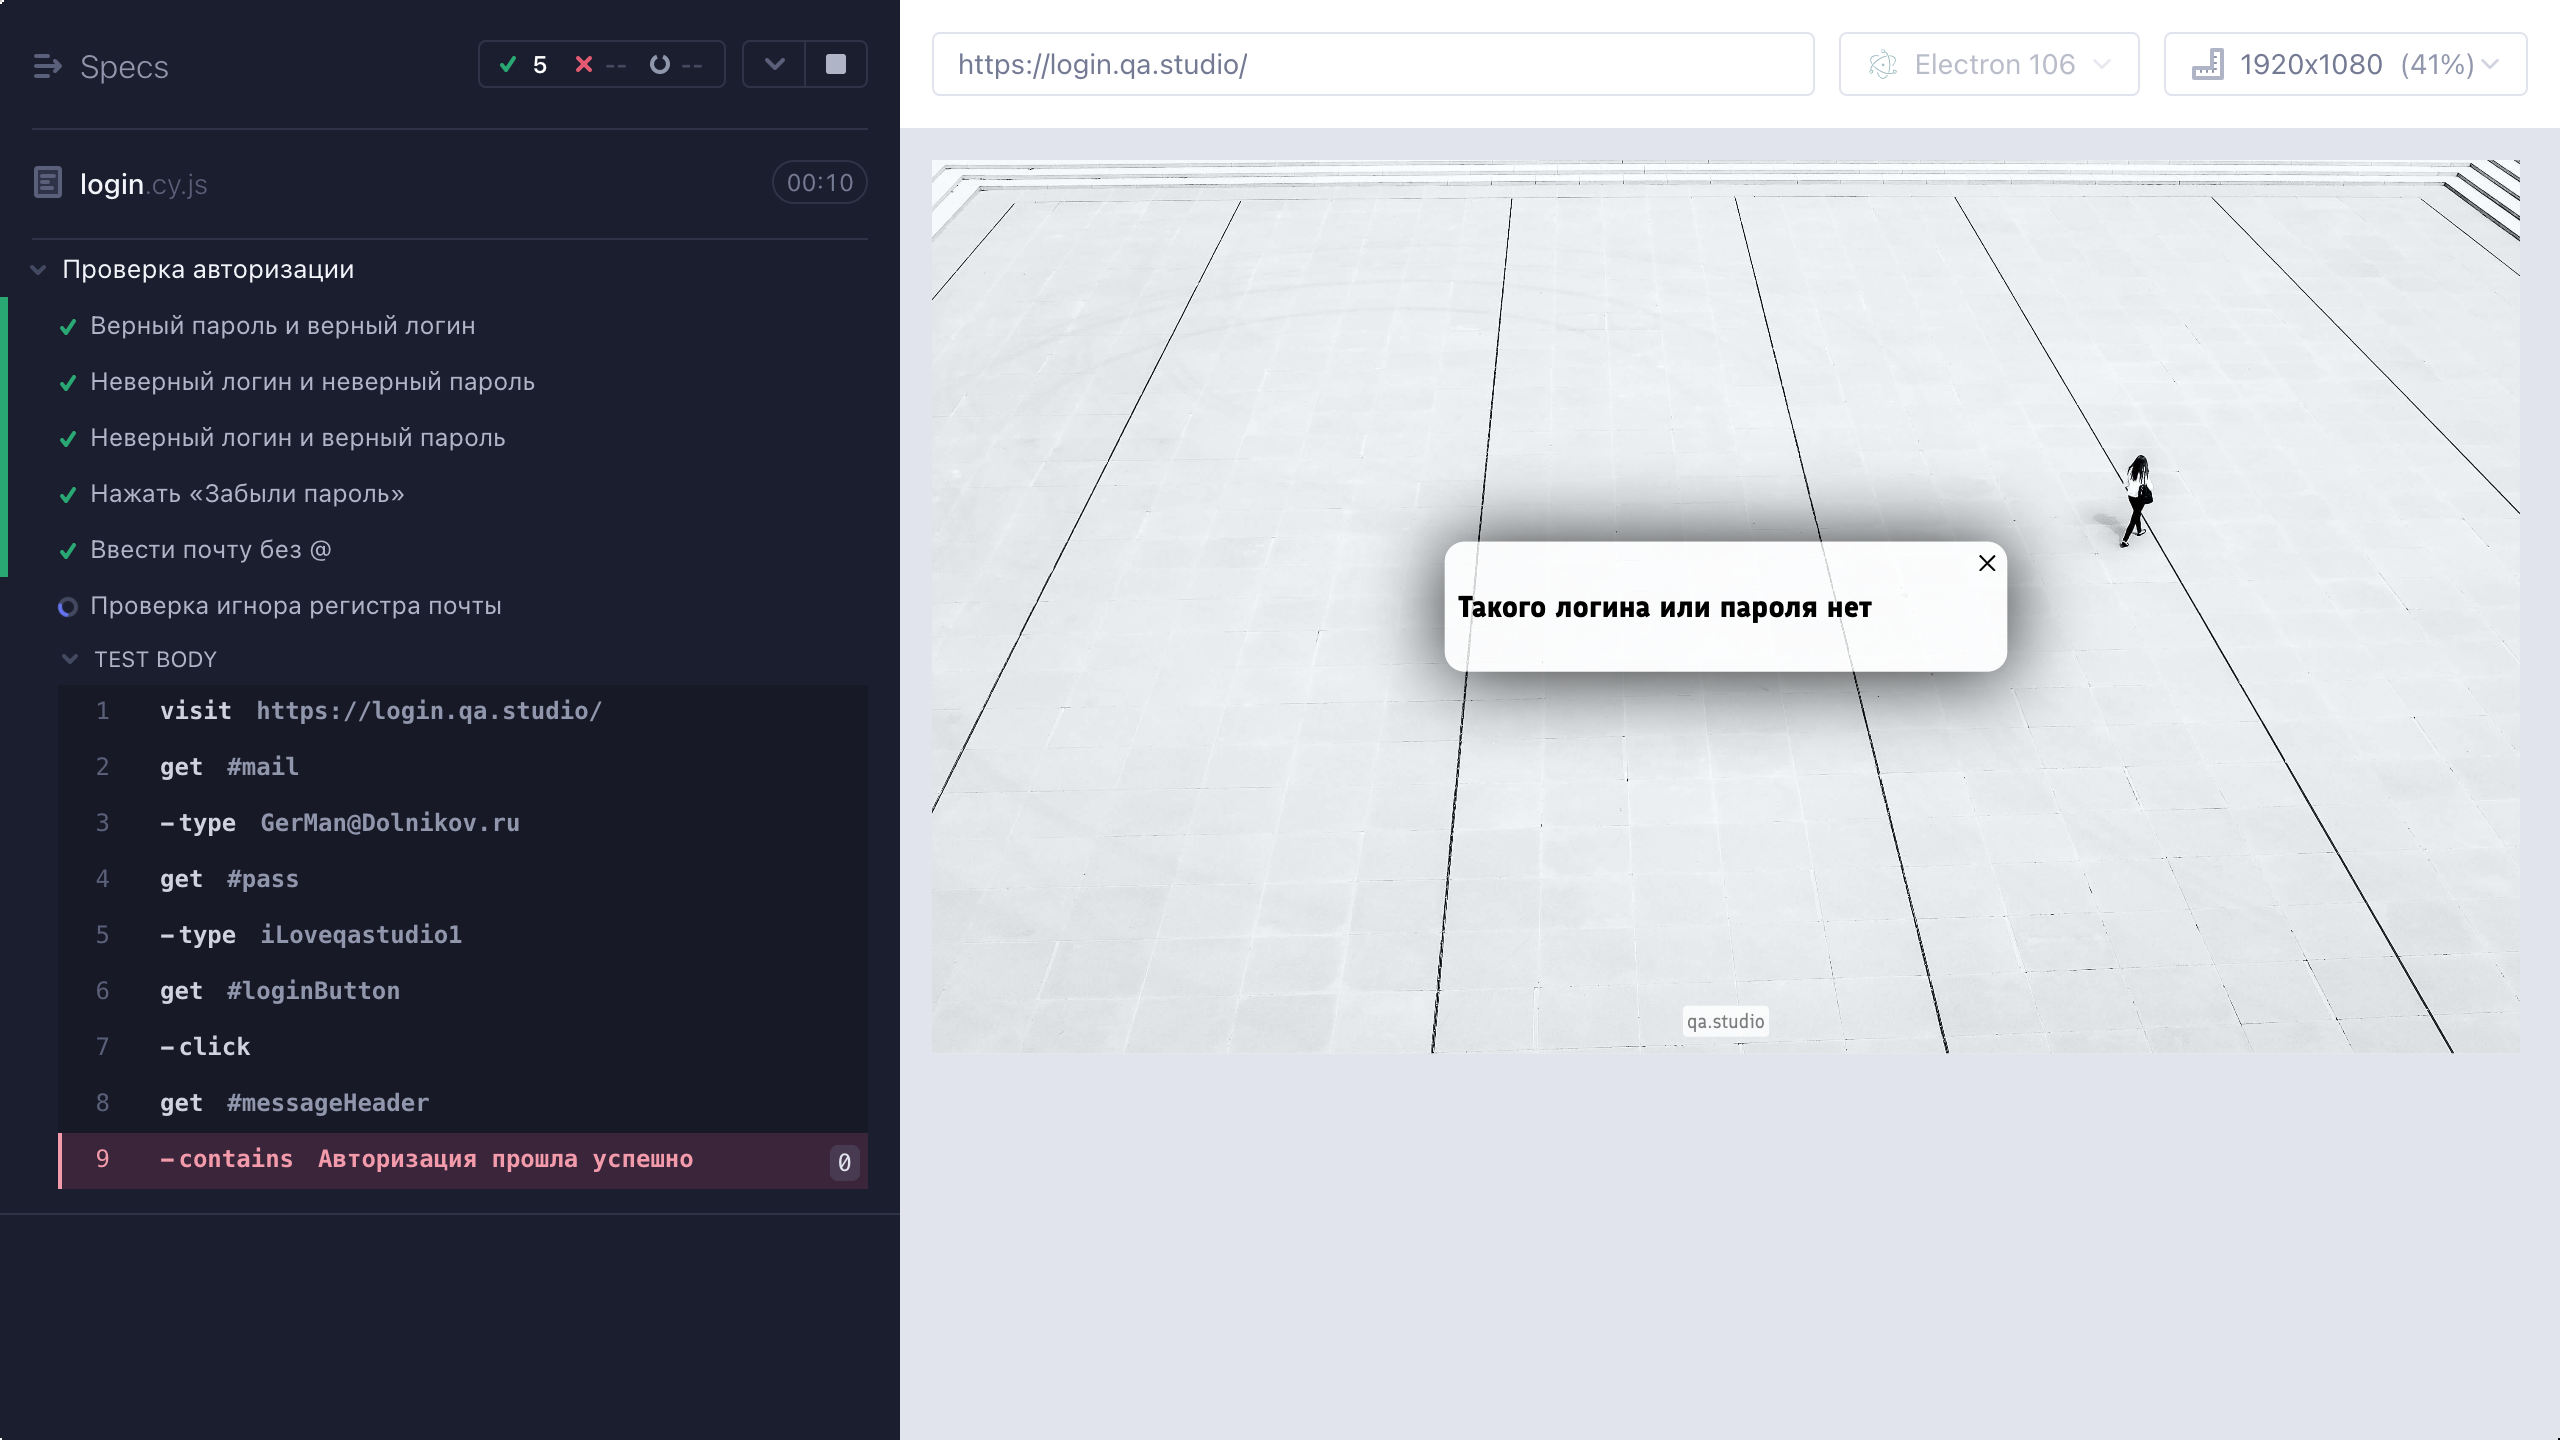 Specs
5 -- --
login.cy.js
00:10
Проверка авторизации
Верный пароль и верный логин
Неверный логин и неверный пароль
Неверный логин и верный пароль
Нажать «Забыли пароль»
Ввести почту без @
Проверка игнора регистра почты
TEST BODY
1 visit https://login.qa.studio/
2 get #mail
3 -type GerMan@Dolnikov.ru
4 get #pass
5 -type iLoveqastudio1
6 get #loginButton
7 -click
8 get #messageHeader
9 -contains Авторизация прошла успешно 0
https://login.qa.studio/
Electron 106
1920x1080 (41%)
Такого логина или пароля нет
qa.studio